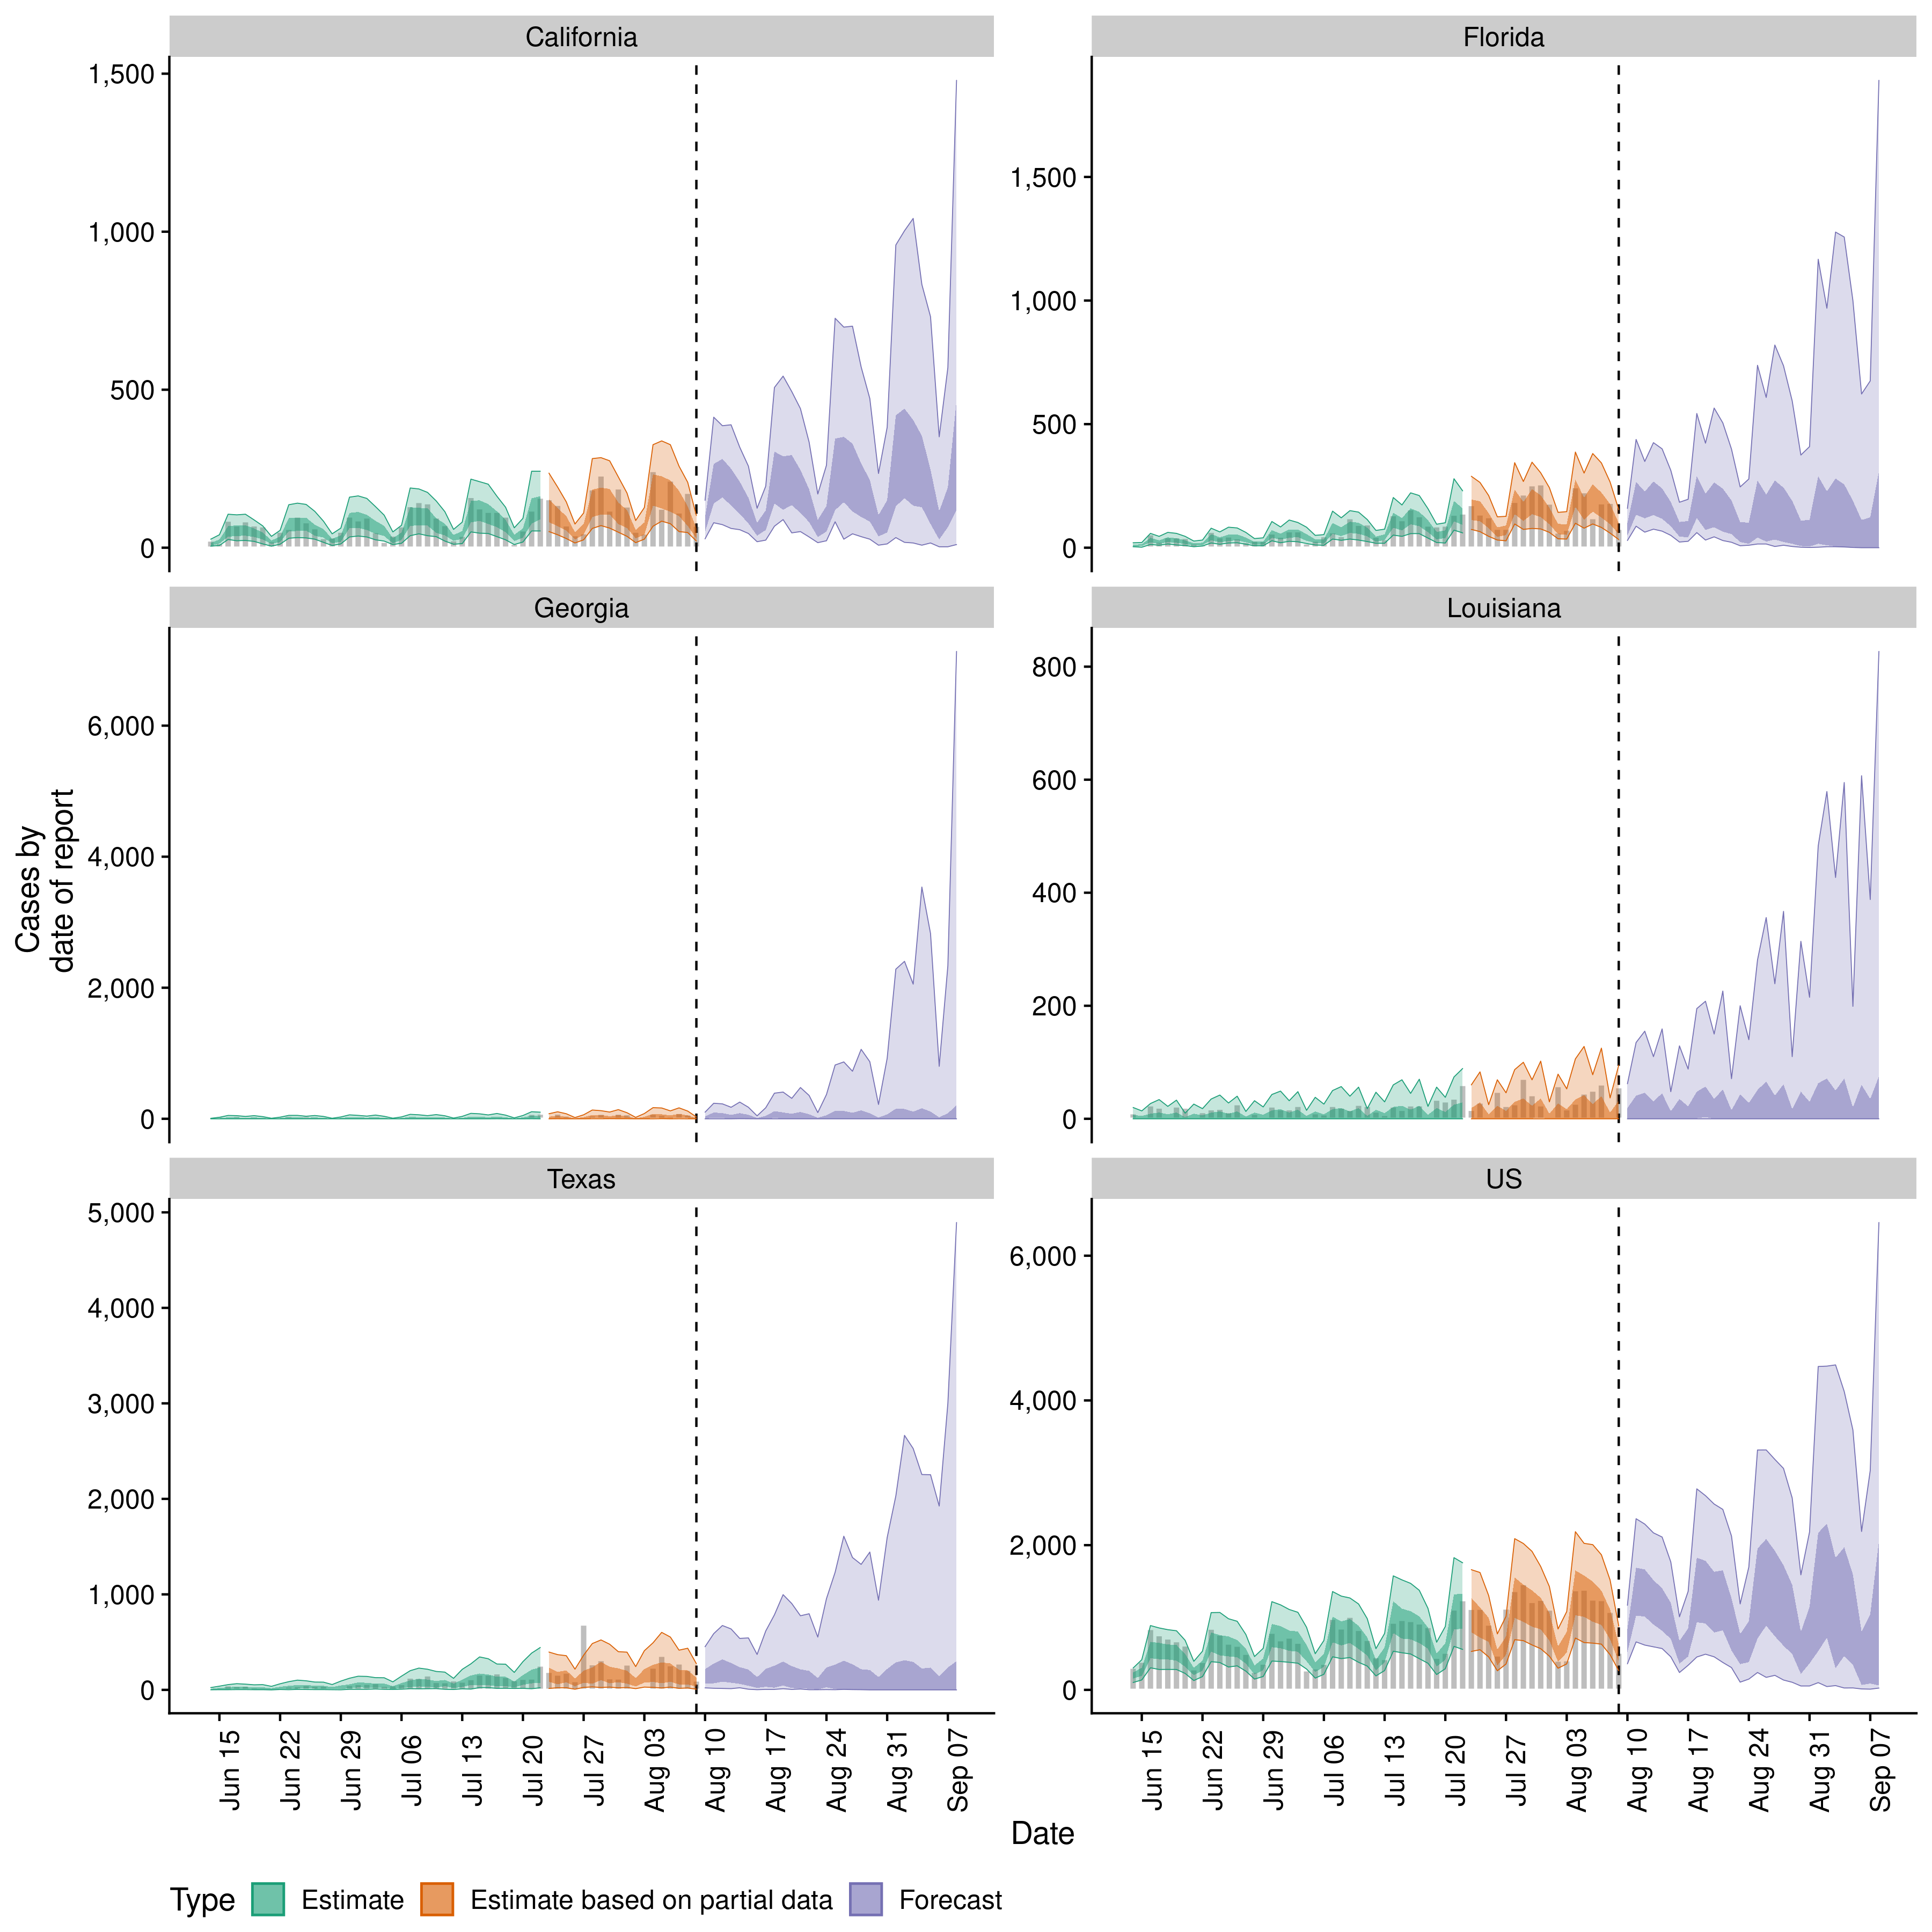 California
Florida
1,500
1,000
500
0
1,500
1,000
500
0
Georgia
Louisiana
6,000
4,000
2,000
0
800
600
400
200
0
Texas
US
5,000
4,000
3,000
2,000
1,000
0
6,000
4,000
2,000
0
Cases by
date of report
Jun 15
Jun 22
Jun 29
Jul 06
Jul 13
Jul 20
Jul 27
Aug 03
Aug 10
Aug 17
Aug 24
Aug 31
Sep 07
Jun 15
Jun 22
Jun 29
Jul 06
Jul 13
Jul 20
Jul 27
Aug 03
Aug 10
Aug 17
Aug 24
Aug 31
Sep 07
Date
Type Estimate Estimate based on partial data Forecast